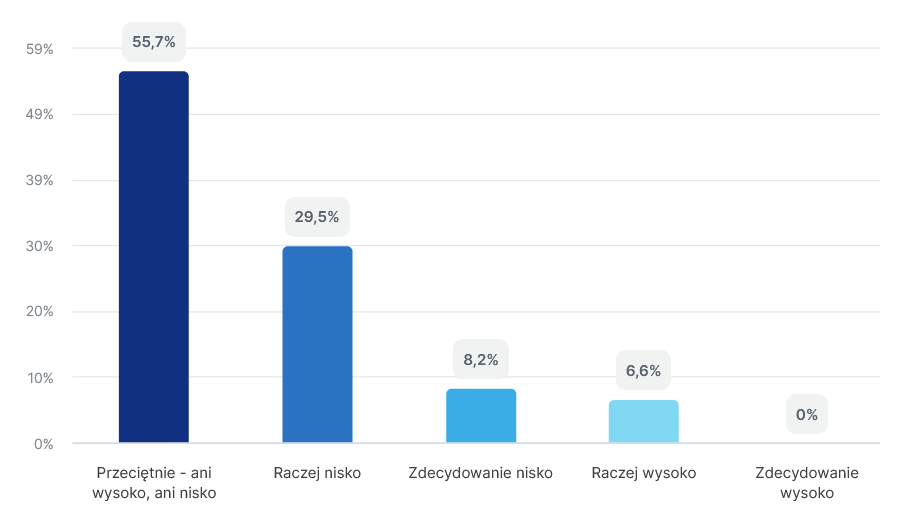 59%
49%
39%
30%
20%
10%
0%
55,7%
29,5%
8,2%
6,6%
0%
Przeciętnie - ani
wysoko, ani nisko
Raczej nisko
Zdecydowanie nisko
Raczej wysoko
Zdecydowanie
wysoko